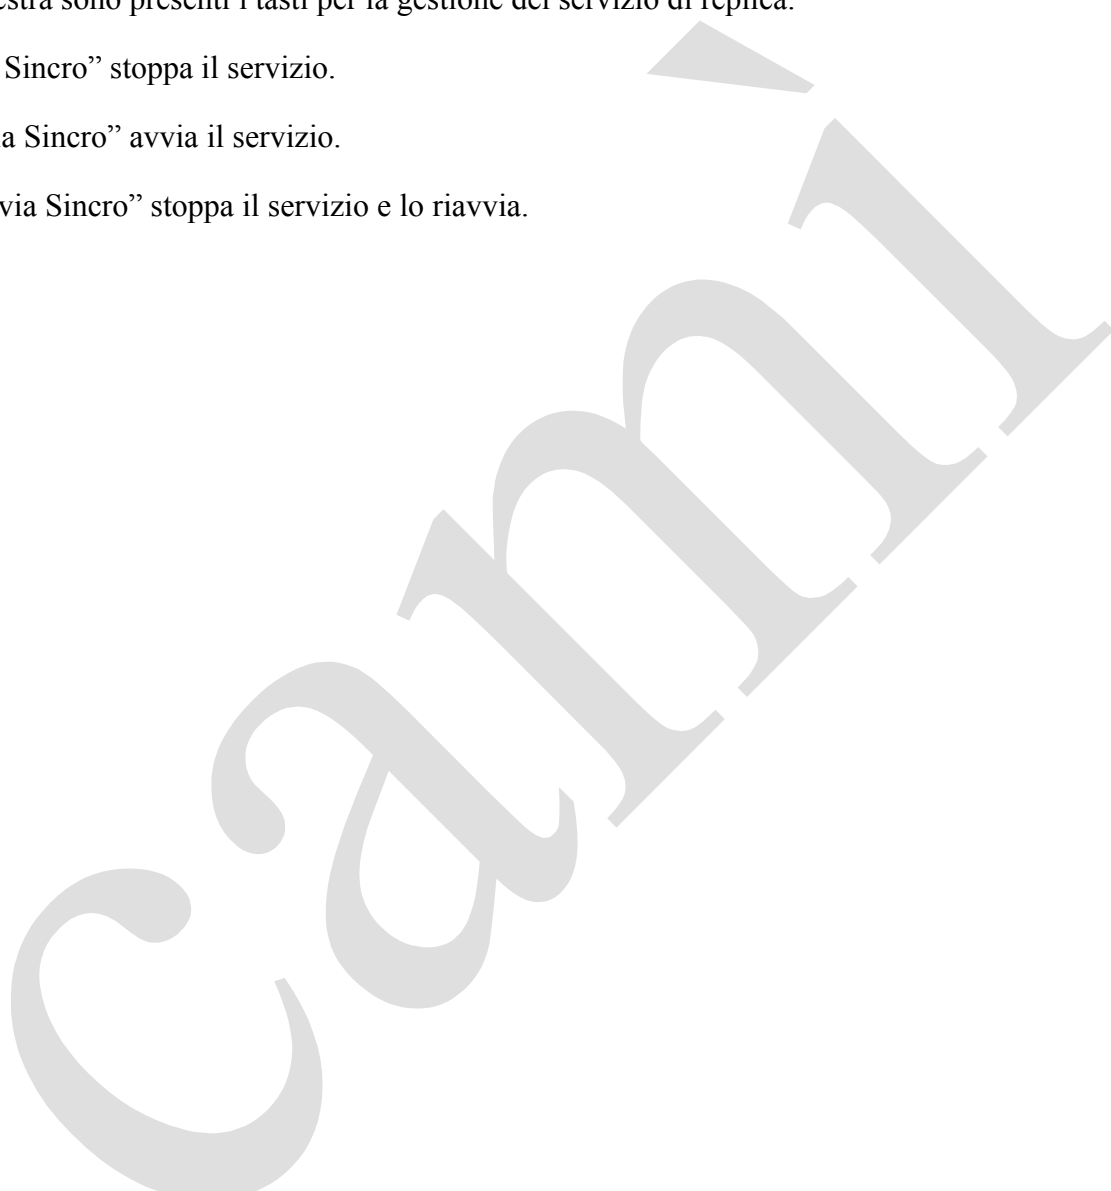 estra sono presenti i tasti per la gestione del servizio di replica.
Sincro” stoppa il servizio.
a Sincro” avvia il servizio.
via Sincro” stoppa il servizio e lo riavvia.
camì